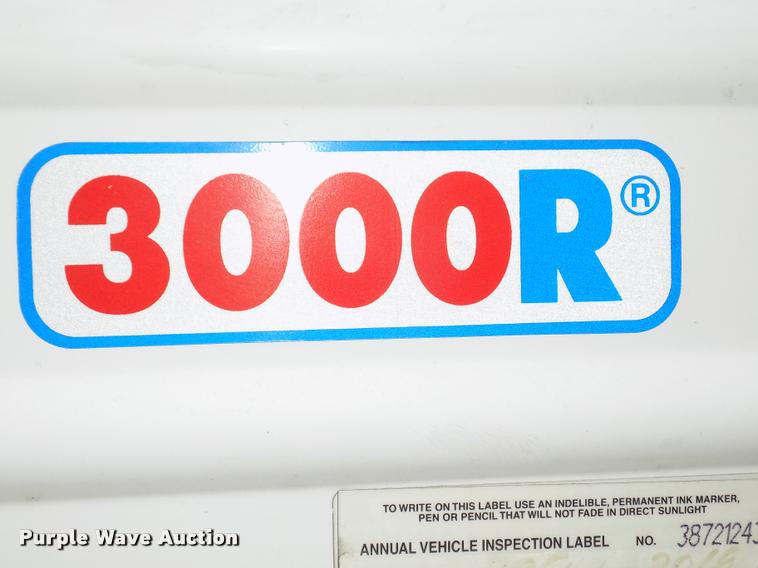 3000R®
TO WRITE ON THIS LABEL USE AN INDELIBLE, PERMANENT INK MARKER,
PEN OR PENCIL THAT WILL NOT FADE IN DIRECT SUNLIGHT
ANNUAL VEHICLE INSPECTION LABEL NO. 38721243
Purple Wave Auction